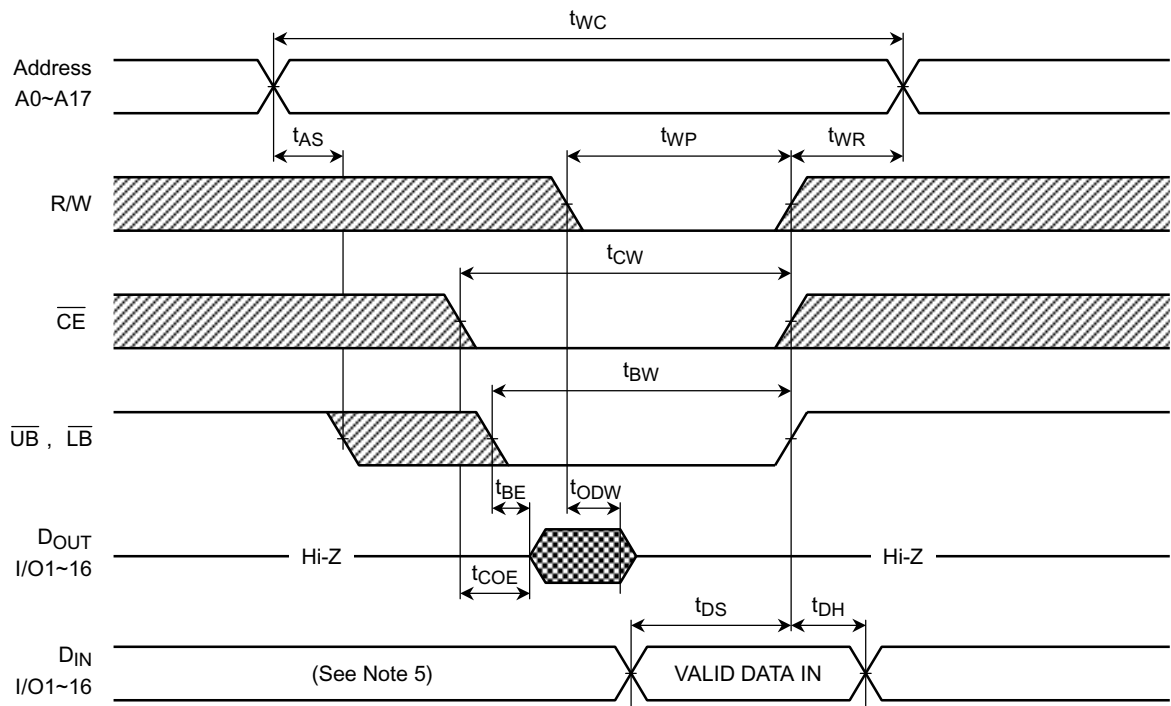 tWC
Address
A0~A17
tAS
tWP
tWR
R/W
tCW
CE
tBW
UB , LB
tBE
tODW
DOUT
I/O1~16
Hi-Z
Hi-Z
tCOE
tDS
tDH
DIN
I/O1~16
(See Note 5)
VALID DATA IN